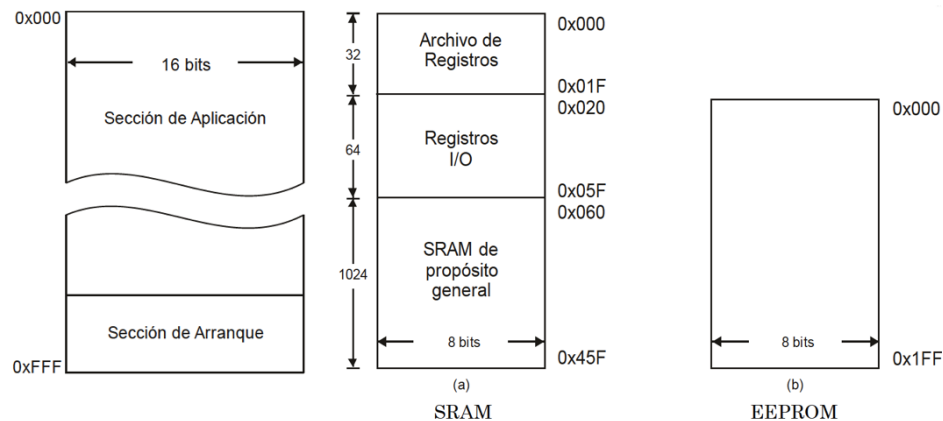 0x000
16 bits
Sección de Aplicación
Sección de Arranque
0xFFF
32
Archivo de
Registros
0x000
0x01F
64
Registros
I/O
0x020
0x05F
1024
SRAM de
propósito
general
0x060
8 bits
0x45F
(a)
SRAM
0x000
8 bits
0x1FF
(b)
EEPROM